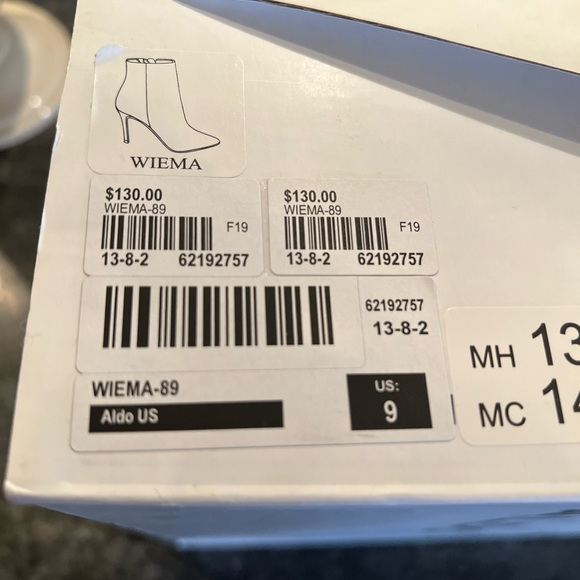 WIEMA
$130.00
WIEMA-89
F19
13-8-2 62192757
$130.00
WIEMA-89
F19
13-8-2 62192757
62192757
13-8-2
WIEMA-89
Aldo US
US:
9
MH 13
MC 14